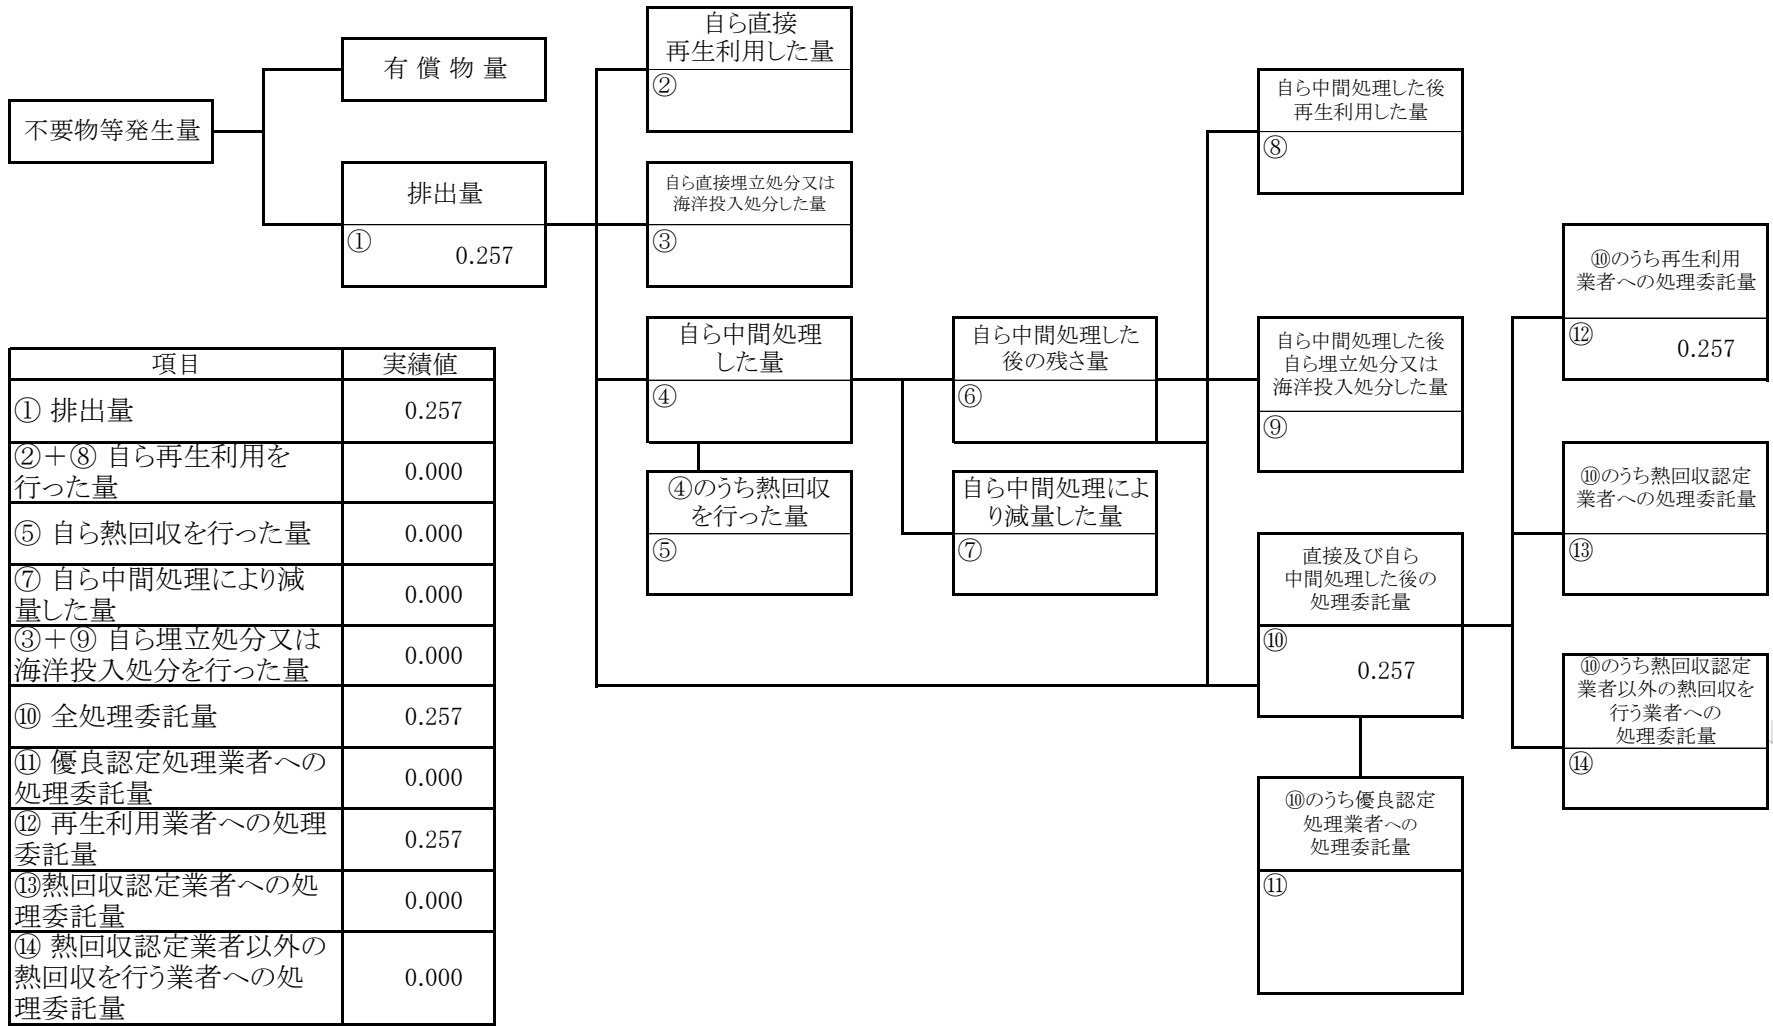 不要物等発生量
有 償 物 量
排出量
①
0.257
自ら直接
再生利用した量
②
自ら直接埋立処分又は
海洋投入処分した量
③
自ら中間処理
した量
④
④のうち熱回収
を行った量
⑤
自ら中間処理した
後の残さ量
⑥
自ら中間処理によ
り減量した量
⑦
自ら中間処理した後
再生利用した量
⑧
自ら中間処理した後
自ら埋立処分又は
海洋投入処分した量
⑨
直接及び自ら
中間処理した後の
処理委託量
⑩
0.257
⑩のうち優良認定
処理業者への
処理委託量
⑪
⑩のうち再生利用
業者への処理委託量
⑫
0.257
⑩のうち熱回収認定
業者への処理委託量
⑬
⑩のうち熱回収認定
業者以外の熱回収を
行う業者への
処理委託量
⑭
項目 実績値
① 排出量 0.257
②＋⑧ 自ら再生利用を
行った量
0.000
⑤ 自ら熱回収を行った量 0.000
⑦ 自ら中間処理により減
量した量
0.000
③＋⑨ 自ら埋立処分又は
海洋投入処分を行った量
0.000
⑩ 全処理委託量 0.257
⑪ 優良認定処理業者への
処理委託量
0.000
⑫ 再生利用業者への処理
委託量
0.257
⑬熱回収認定業者への処
理委託量
0.000
⑭ 熱回収認定業者以外の
熱回収を行う業者への処
理委託量
0.000